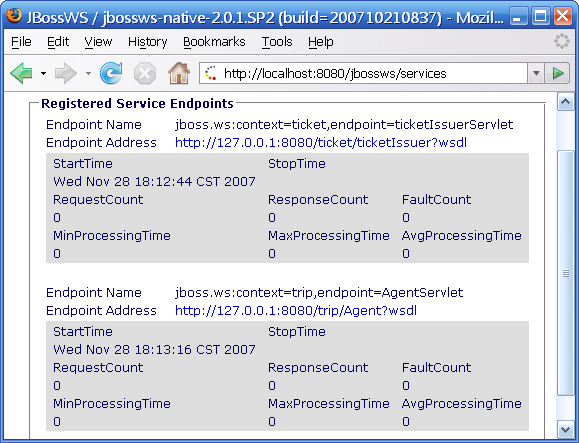 JBossWS / jbossws-native-2.0.1.SP2 (build=200710210837) - Mozil...
File Edit View History Bookmarks Tools Help
http://localhost:8080/jbossws/services
Registered Service Endpoints
Endpoint Name jboss.ws:context=ticket,endpoint=ticketIssuerServlet
Endpoint Address http://127.0.0.1:8080/ticket/ticketIssuer?wsdl
StartTime StopTime
Wed Nov 28 18:12:44 CST 2007
RequestCount ResponseCount FaultCount
0 0 0
MinProcessingTime MaxProcessingTime AvgProcessingTime
0 0 0
Endpoint Name jboss.ws:context=trip,endpoint=AgentServlet
Endpoint Address http://127.0.0.1:8080/trip/Agent?wsdl
StartTime StopTime
Wed Nov 28 18:13:16 CST 2007
RequestCount ResponseCount FaultCount
0 0 0
MinProcessingTime MaxProcessingTime AvgProcessingTime
0 0 0